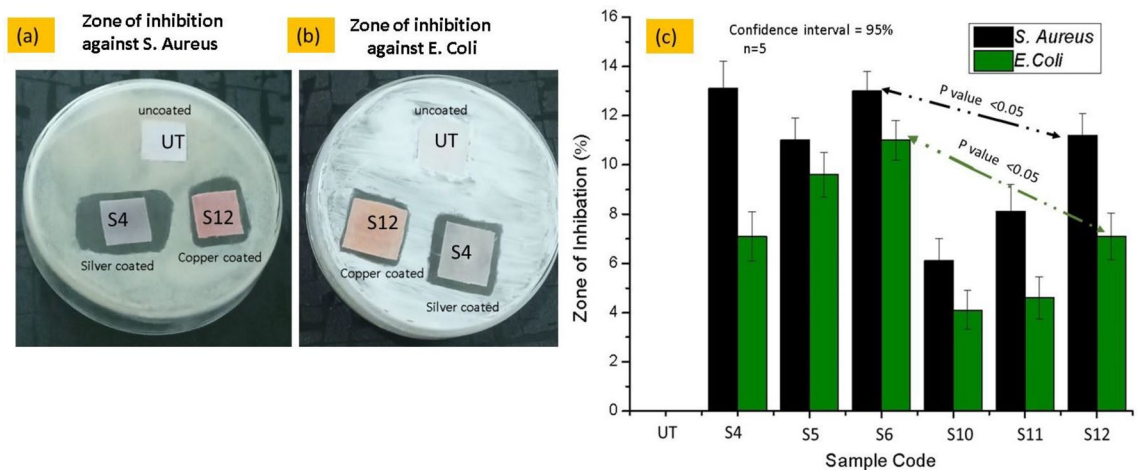 (a)
Zone of inhibition
against S. Aureus
uncoated
UT
S4
S12
Silver coated
Copper coated
(b)
Zone of inhibition
against E. Coli
uncoated
UT
S12
S4
Copper coated
Silver coated
(c)
Confidence interval = 95%
n=5
S. Aureus
E.Coli
P value <0.05
P value <0.05
Zone of Inhibation (%)
16
14
12
10
8
6
4
2
0
UT
S4
S5
S6
S10
S11
S12
Sample Code